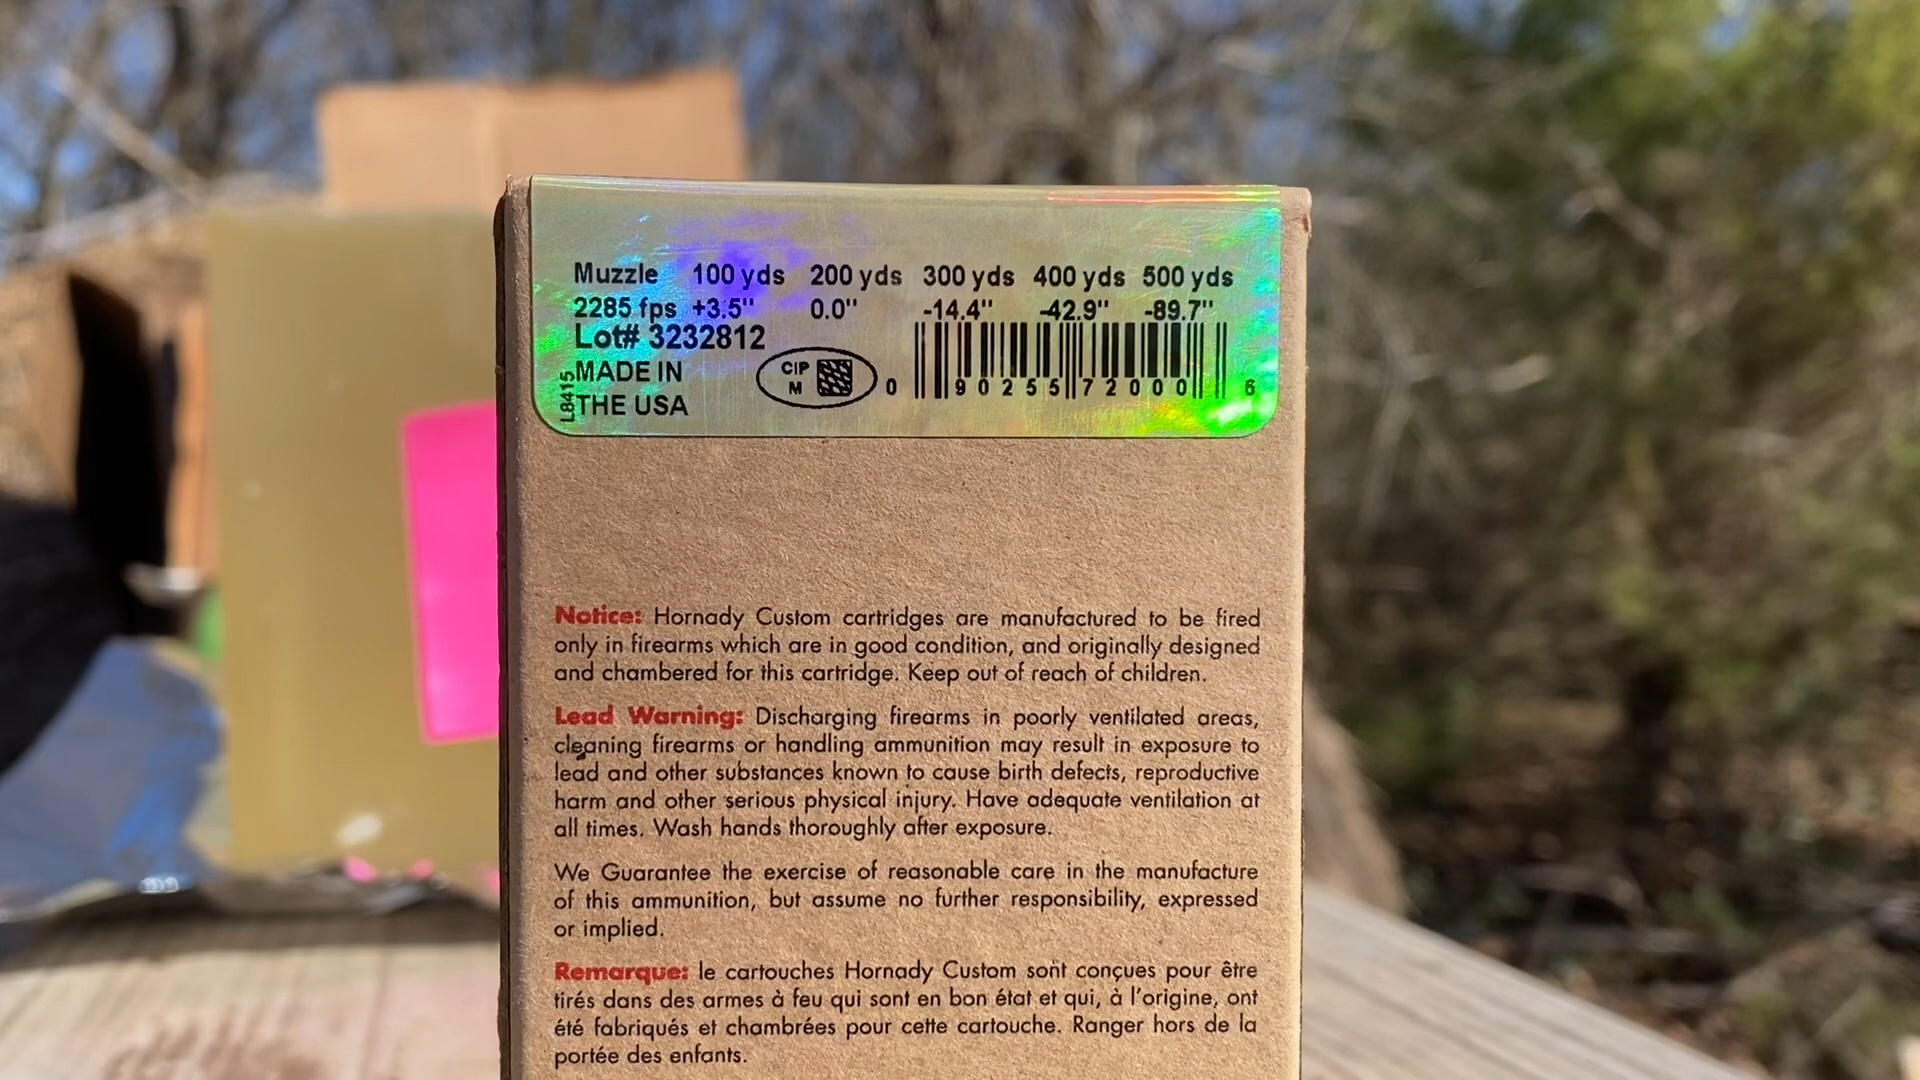 Muzzle 100 yds 200 yds 300 yds 400 yds 500 yds
2285 fps +3.5" 0.0" -14.4" -42.9" -89.7"
Lot# 3232812
MADE IN
THE USA
L8415
CIP
M
0 90255 72000 6
Notice: Hornady Custom cartridges are manufactured to be fired
only in firearms which are in good condition, and originally designed
and chambered for this cartridge. Keep out of reach of children.
Lead Warning: Discharging firearms in poorly ventilated areas,
cleaning firearms or handling ammunition may result in exposure to
lead and other substances known to cause birth defects, reproductive
harm and other serious physical injury. Have adequate ventilation at
all times. Wash hands thoroughly after exposure.
We Guarantee the exercise of reasonable care in the manufacture
of this ammunition, but assume no further responsibility, expressed
or implied.
Remarque: le cartouches Hornady Custom sont conçues pour être
tirés dans des armes à feu qui sont en bon état et qui, à l'origine, ont
été fabriqués et chambrées pour cette cartouche. Ranger hors de la
portée des enfants.